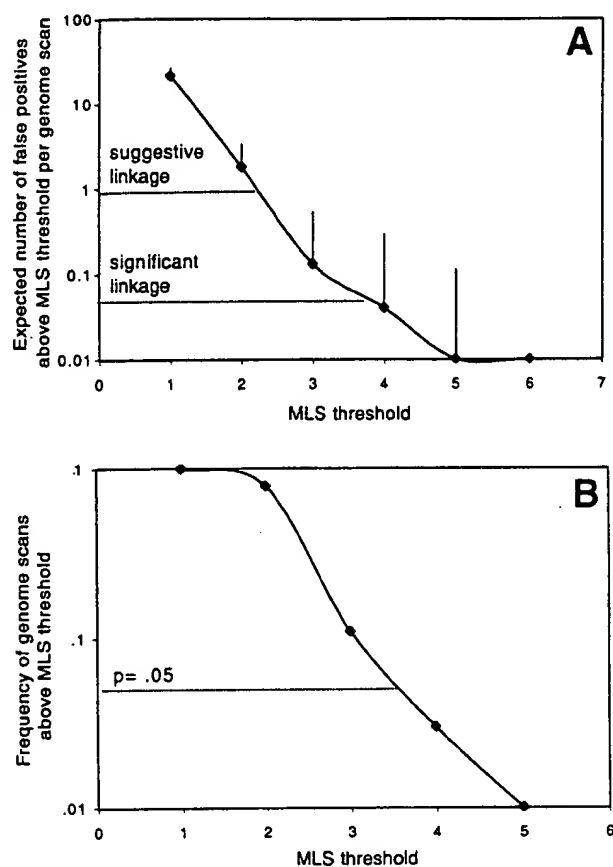 A
Expected number of false positives
above MLS threshold per genome scan
100
10
1
0.1
0.01
suggestive
linkage
significant
linkage
0 1 2 3 4 5 6 7
MLS threshold
B
Frequency of genome scans
above MLS threshold
.1
.1
.01
p= .05
0 1 2 3 4 5 6
MLS threshold